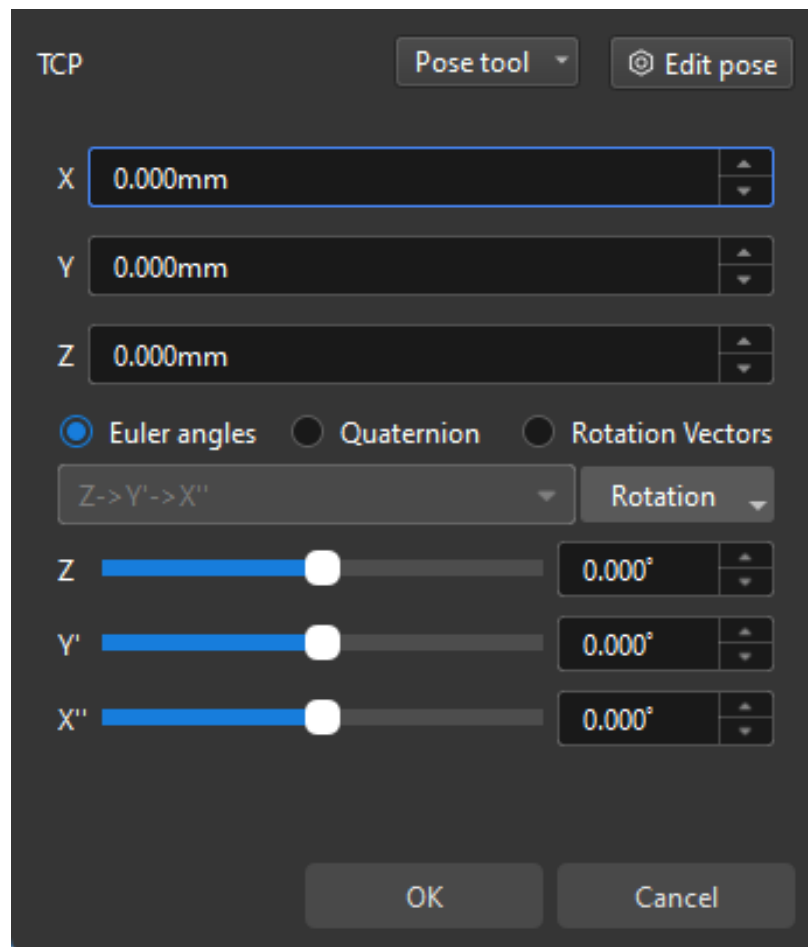 TCP Pose tool Edit pose
X 0.000mm
Y 0.000mm
Z 0.000mm
Euler angles Quaternion Rotation Vectors
Z->Y'->X'' Rotation
Z 0.000°
Y' 0.000°
X'' 0.000°
OK Cancel